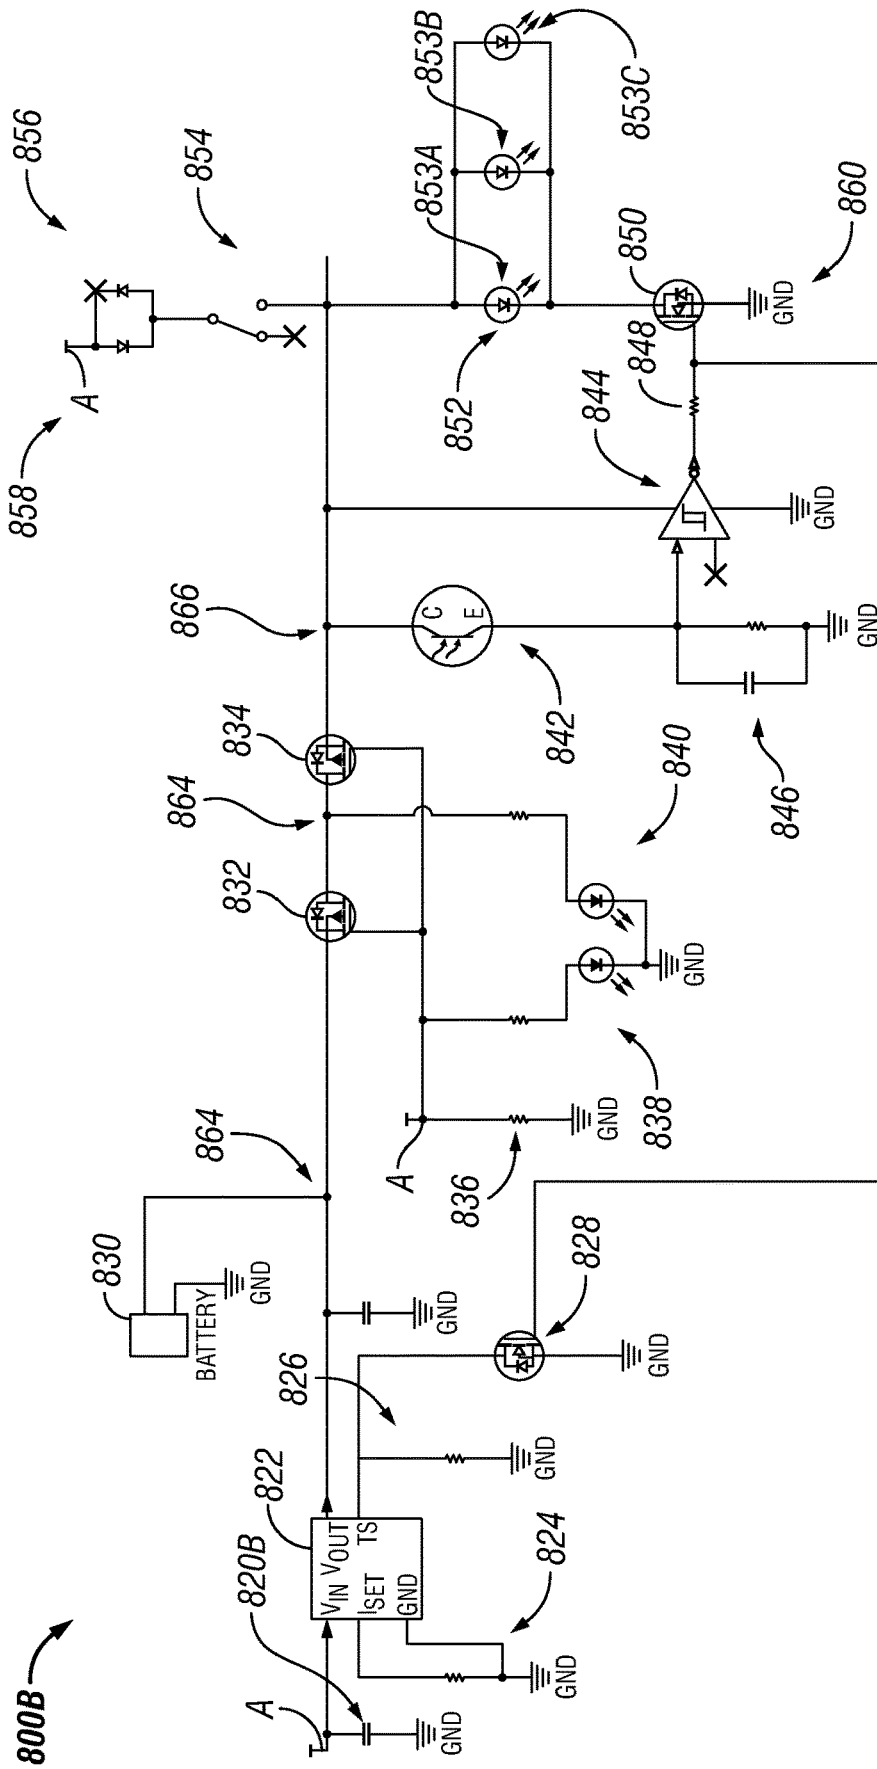 800B
858
856
A
830
BATTERY
GND
854
864
864
866
832
834
A
820B
822
VIN VOUT
ISET TS
GND
826
A
C
E
853A
853B
852
853C
GND
GND
GND
GND
824
828
836
838
GND
GND
GND
840
842
844
848
850
846
GND
GND
GND
GND
860